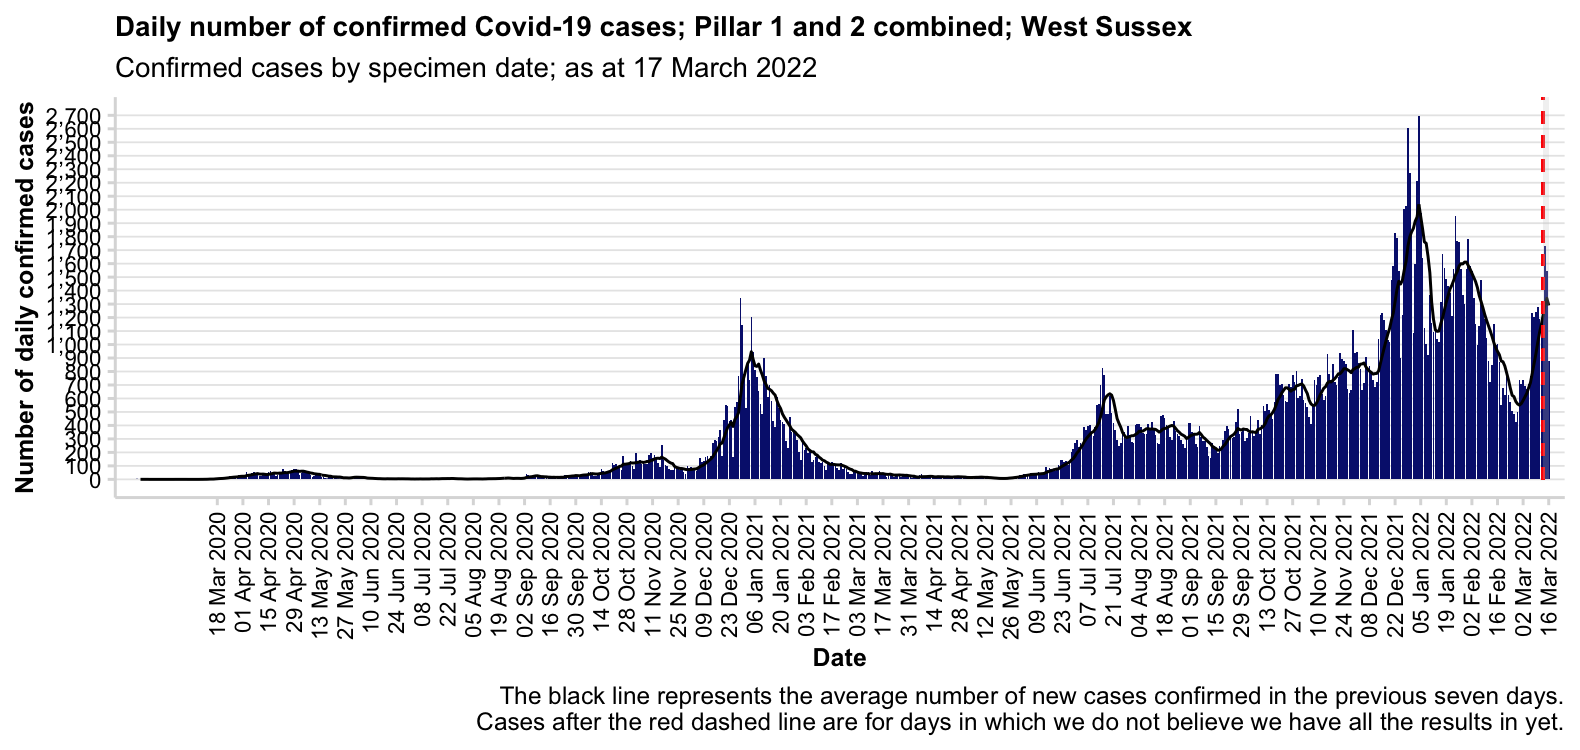 Daily number of confirmed Covid-19 cases; Pillar 1 and 2 combined; West Sussex
Confirmed cases by specimen date; as at 17 March 2022
Number of daily confirmed cases
2,700
2,600
2,500
2,400
2,300
2,200
2,100
2,000
1,900
1,800
1,700
1,600
1,500
1,400
1,300
1,200
1,100
1,000
900
800
700
600
500
400
300
200
100
0
18 Mar 2020
01 Apr 2020
15 Apr 2020
29 Apr 2020
13 May 2020
27 May 2020
10 Jun 2020
24 Jun 2020
08 Jul 2020
22 Jul 2020
05 Aug 2020
19 Aug 2020
02 Sep 2020
16 Sep 2020
30 Sep 2020
14 Oct 2020
28 Oct 2020
11 Nov 2020
25 Nov 2020
09 Dec 2020
23 Dec 2020
06 Jan 2021
20 Jan 2021
03 Feb 2021
17 Feb 2021
03 Mar 2021
17 Mar 2021
31 Mar 2021
14 Apr 2021
28 Apr 2021
12 May 2021
26 May 2021
09 Jun 2021
23 Jun 2021
07 Jul 2021
21 Jul 2021
04 Aug 2021
18 Aug 2021
01 Sep 2021
15 Sep 2021
29 Sep 2021
13 Oct 2021
27 Oct 2021
10 Nov 2021
24 Nov 2021
08 Dec 2021
22 Dec 2021
05 Jan 2022
19 Jan 2022
02 Feb 2022
16 Feb 2022
02 Mar 2022
16 Mar 2022
Date
The black line represents the average number of new cases confirmed in the previous seven days.
Cases after the red dashed line are for days in which we do not believe we have all the results in yet.